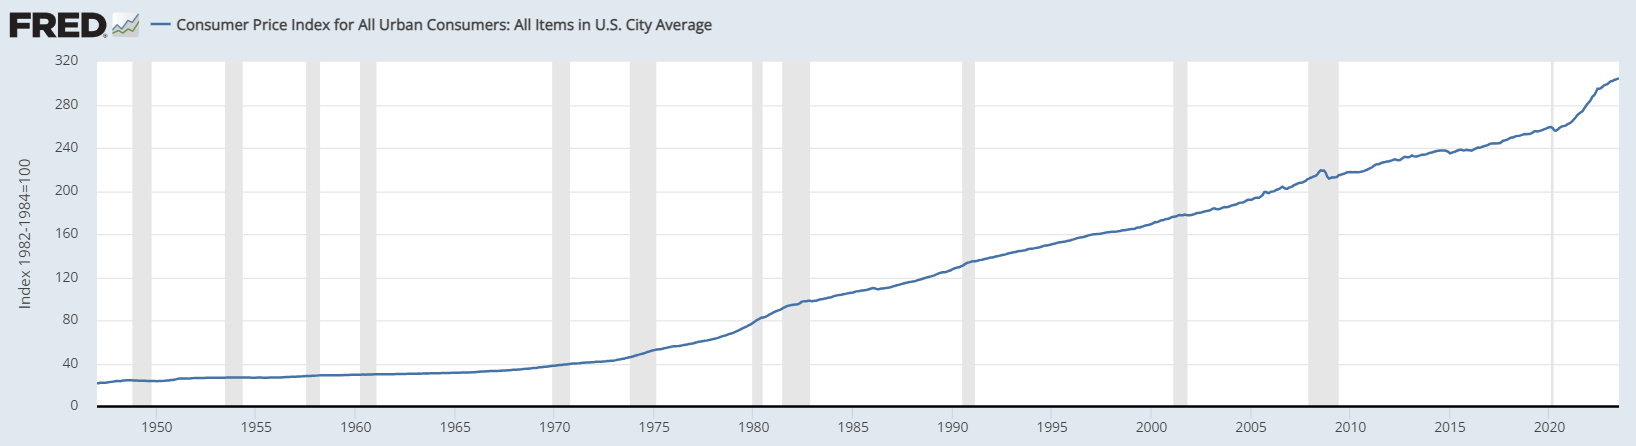 FRED
Consumer Price Index for All Urban Consumers: All Items in U.S. City Average
Index 1982-1984=100
320
280
240
200
160
120
80
40
0
1950 1955 1960 1965 1970 1975 1980 1985 1990 1995 2000 2005 2010 2015 2020